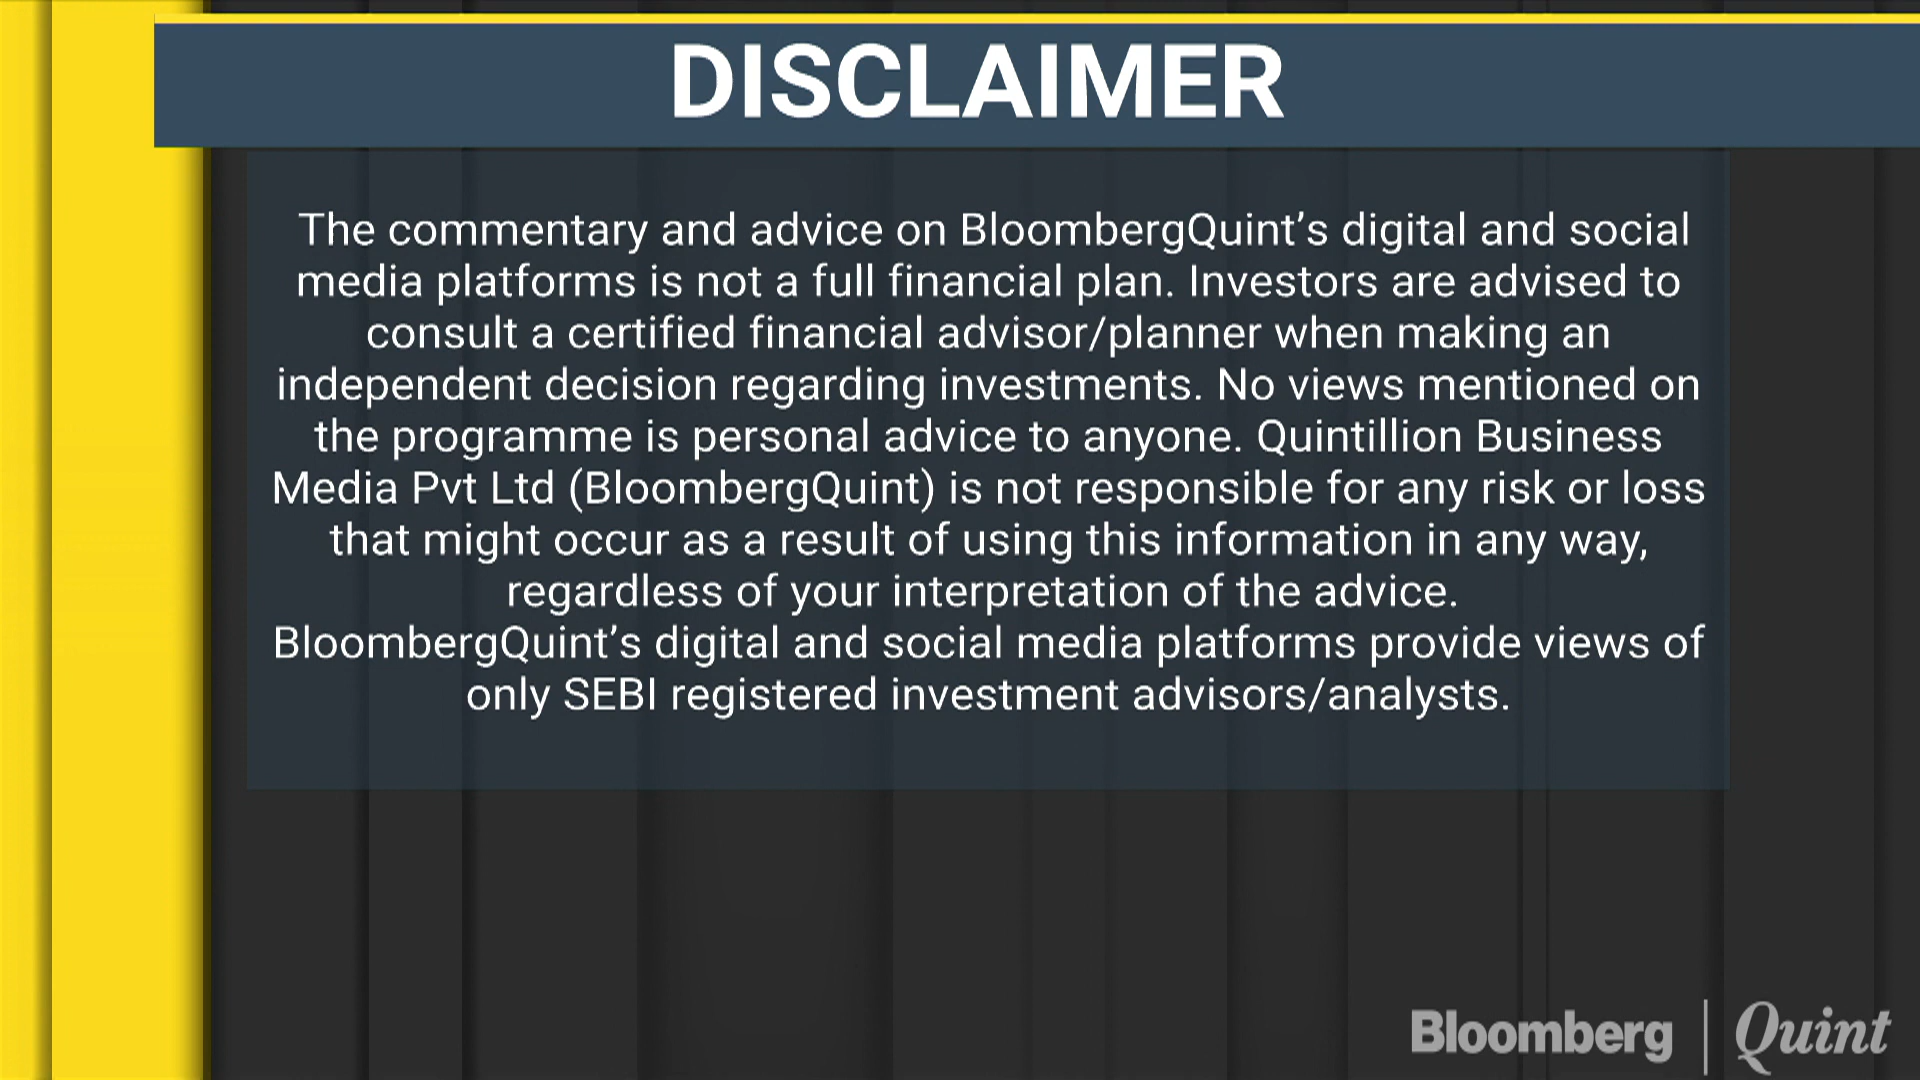 DISCLAIMER
The commentary and advice on BloombergQuint’s digital and social
media platforms is not a full financial plan. Investors are advised to
consult a certified financial advisor/planner when making an
independent decision regarding investments. No views mentioned on
the programme is personal advice to anyone. Quintillion Business
Media Pvt Ltd (BloombergQuint) is not responsible for any risk or loss
that might occur as a result of using this information in any way,
regardless of your interpretation of the advice.
BloombergQuint’s digital and social media platforms provide views of
only SEBI registered investment advisors/analysts.
Bloomberg | Quint